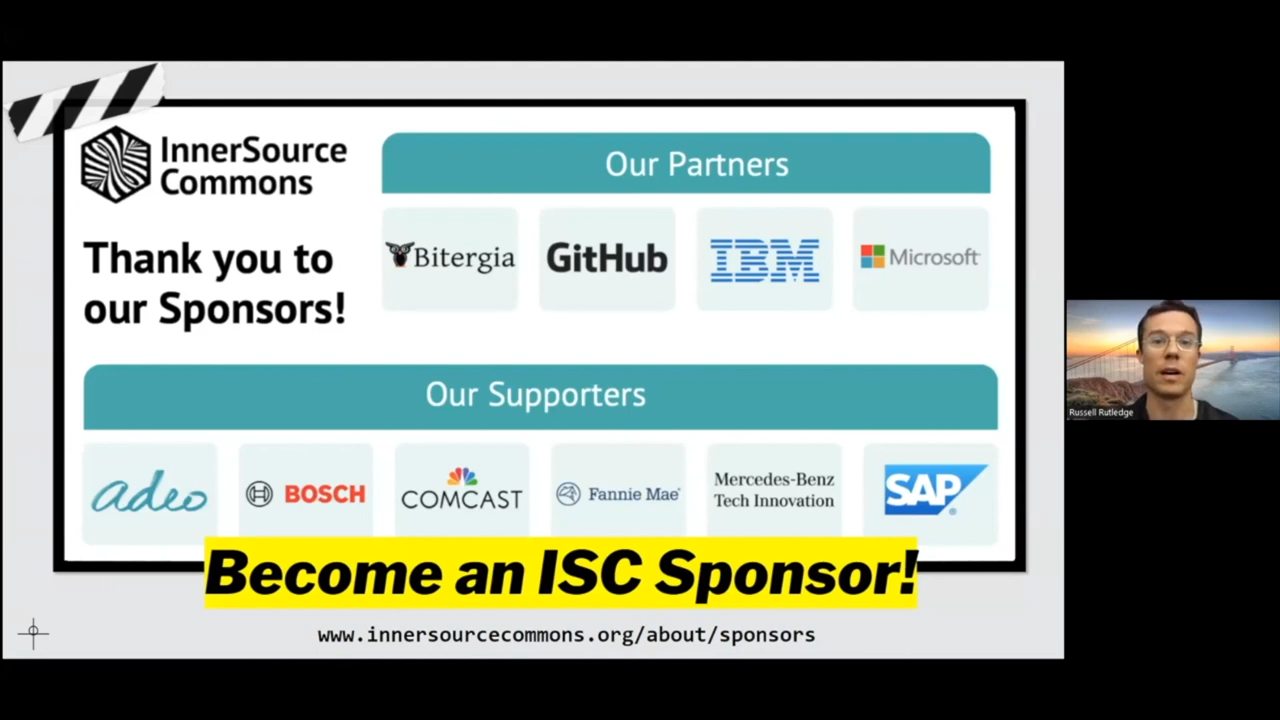 InnerSource
Commons
Thank you to
our Sponsors!
Our Partners
Bitergia
GitHub
IBM
Microsoft
Our Supporters
adeo
BOSCH
COMCAST
Fannie Mae
Mercedes-Benz
Tech Innovation
SAP
Become an ISC Sponsor!
www.innersourcecommons.org/about/sponsors
Russell Rutledge